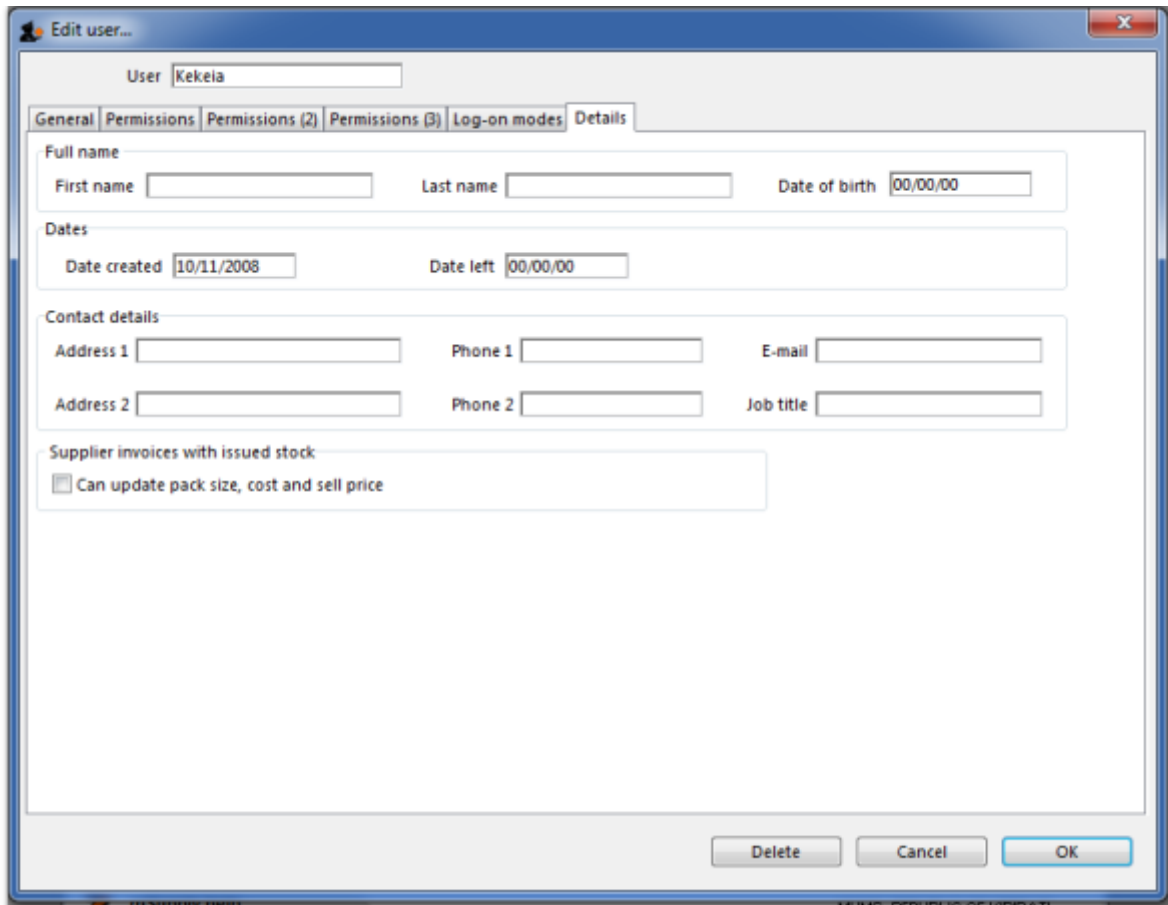 Edit user...
User Kekeia
General Permissions Permissions (2) Permissions (3) Log-on modes Details
Full name
First name Last name Date of birth 00/00/00
Dates
Date created 10/11/2008 Date left 00/00/00
Contact details
Address 1 Phone 1 E-mail
Address 2 Phone 2 Job title
Supplier invoices with issued stock
Can update pack size, cost and sell price
Delete Cancel OK